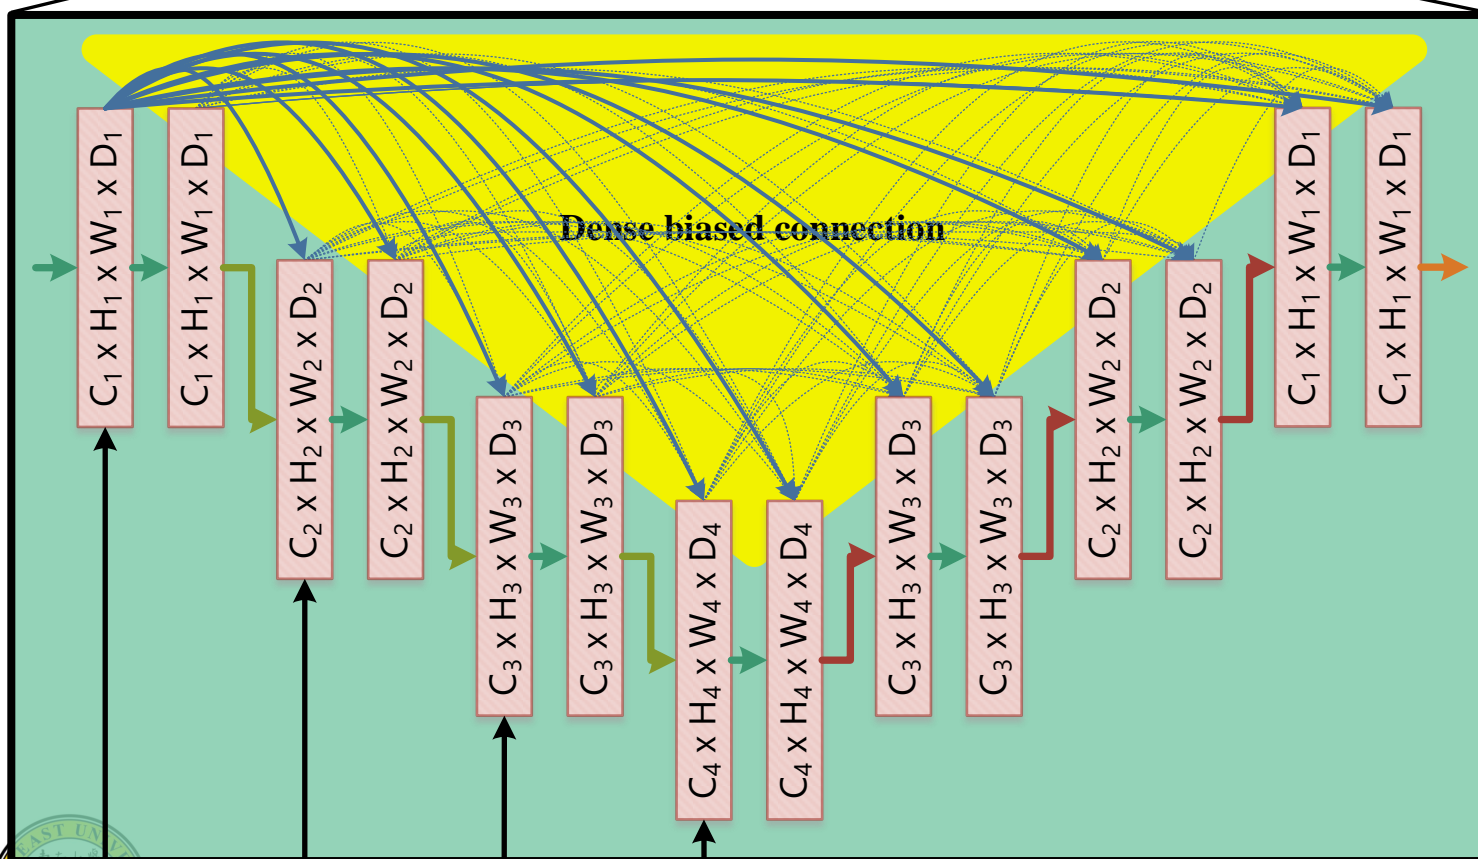 Dense biased connection
C₁ x H₁ x W₁ x D₁
C₁ x H₁ x W₁ x D₁
C₂ x H₂ x W₂ x D₂
C₂ x H₂ x W₂ x D₂
C₃ x H₃ x W₃ x D₃
C₃ x H₃ x W₃ x D₃
C₄ x H₄ x W₄ x D₄
C₄ x H₄ x W₄ x D₄
C₃ x H₃ x W₃ x D₃
C₃ x H₃ x W₃ x D₃
C₂ x H₂ x W₂ x D₂
C₂ x H₂ x W₂ x D₂
C₁ x H₁ x W₁ x D₁
C₁ x H₁ x W₁ x D₁